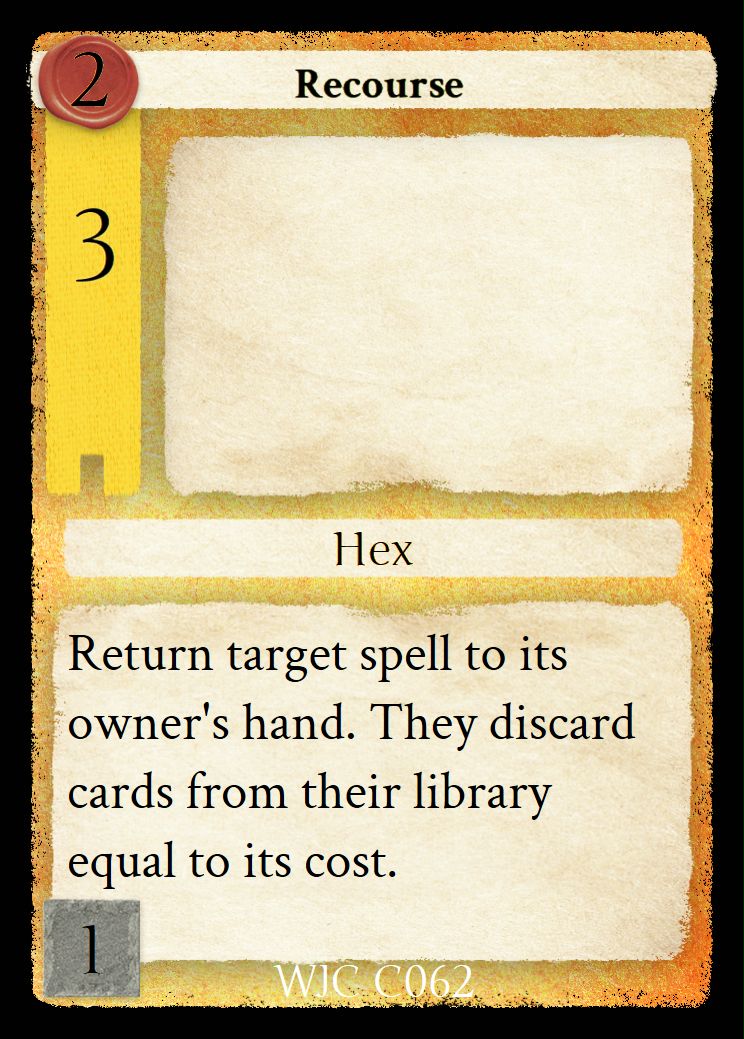 2
Recourse
3
Hex
Return target spell to its
owner's hand. They discard
cards from their library
equal to its cost.
1
WJC C062